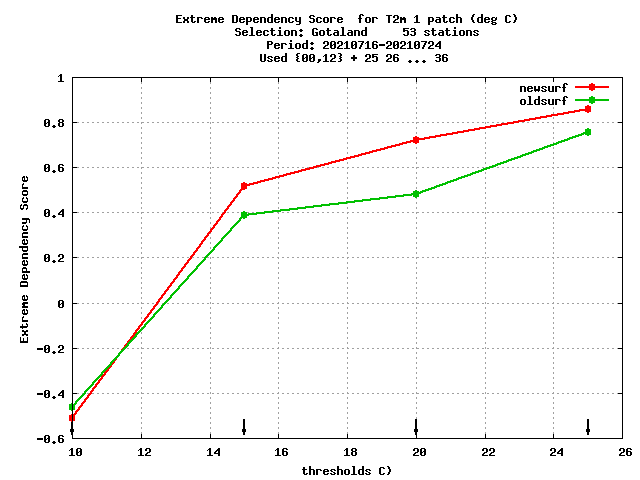 Extreme Dependency Score  for T2m 1 patch (deg C)
Selection: Gotaland     53 stations
Period: 20210716-20210724
Used {00,12} + 25 26 ... 36
newsurf
oldsurf
1
0.8
0.6
0.4
0.2
0
-0.2
-0.4
-0.6
Extreme Dependency Score
10 12 14 16 18 20 22 24 26
thresholds C)